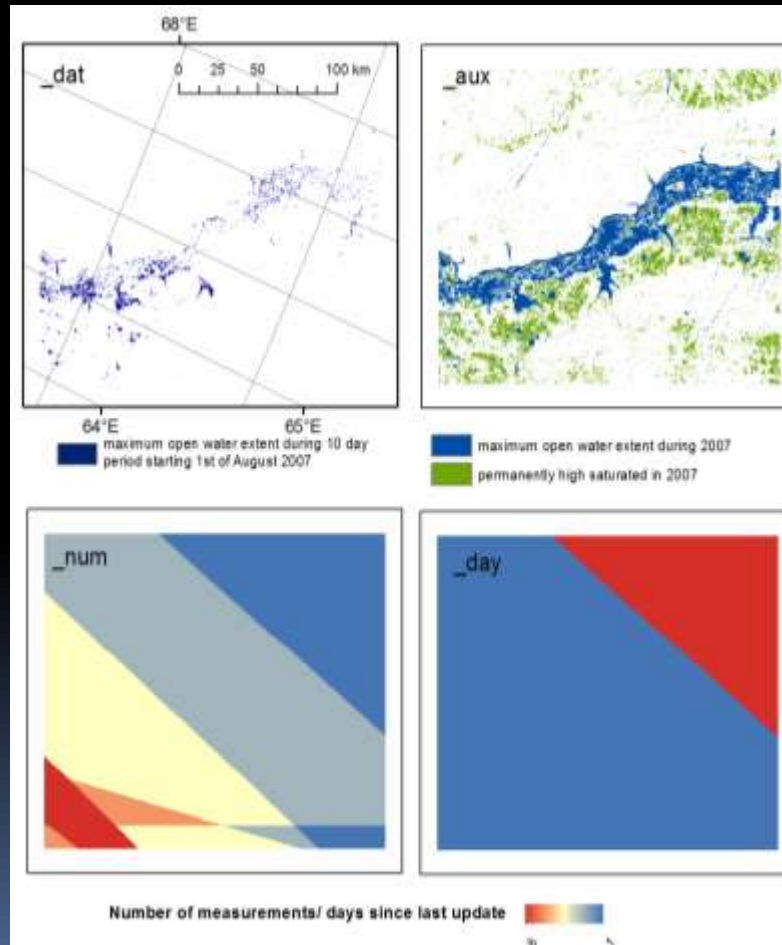 68°E
_dat
0 25 50 100 km
64°E 65°E
maximum open water extent during 10 day
period starting 1st of August 2007
_aux
maximum open water extent during 2007
permanently high saturated in 2007
_num
_day
Number of measurements/ days since last update